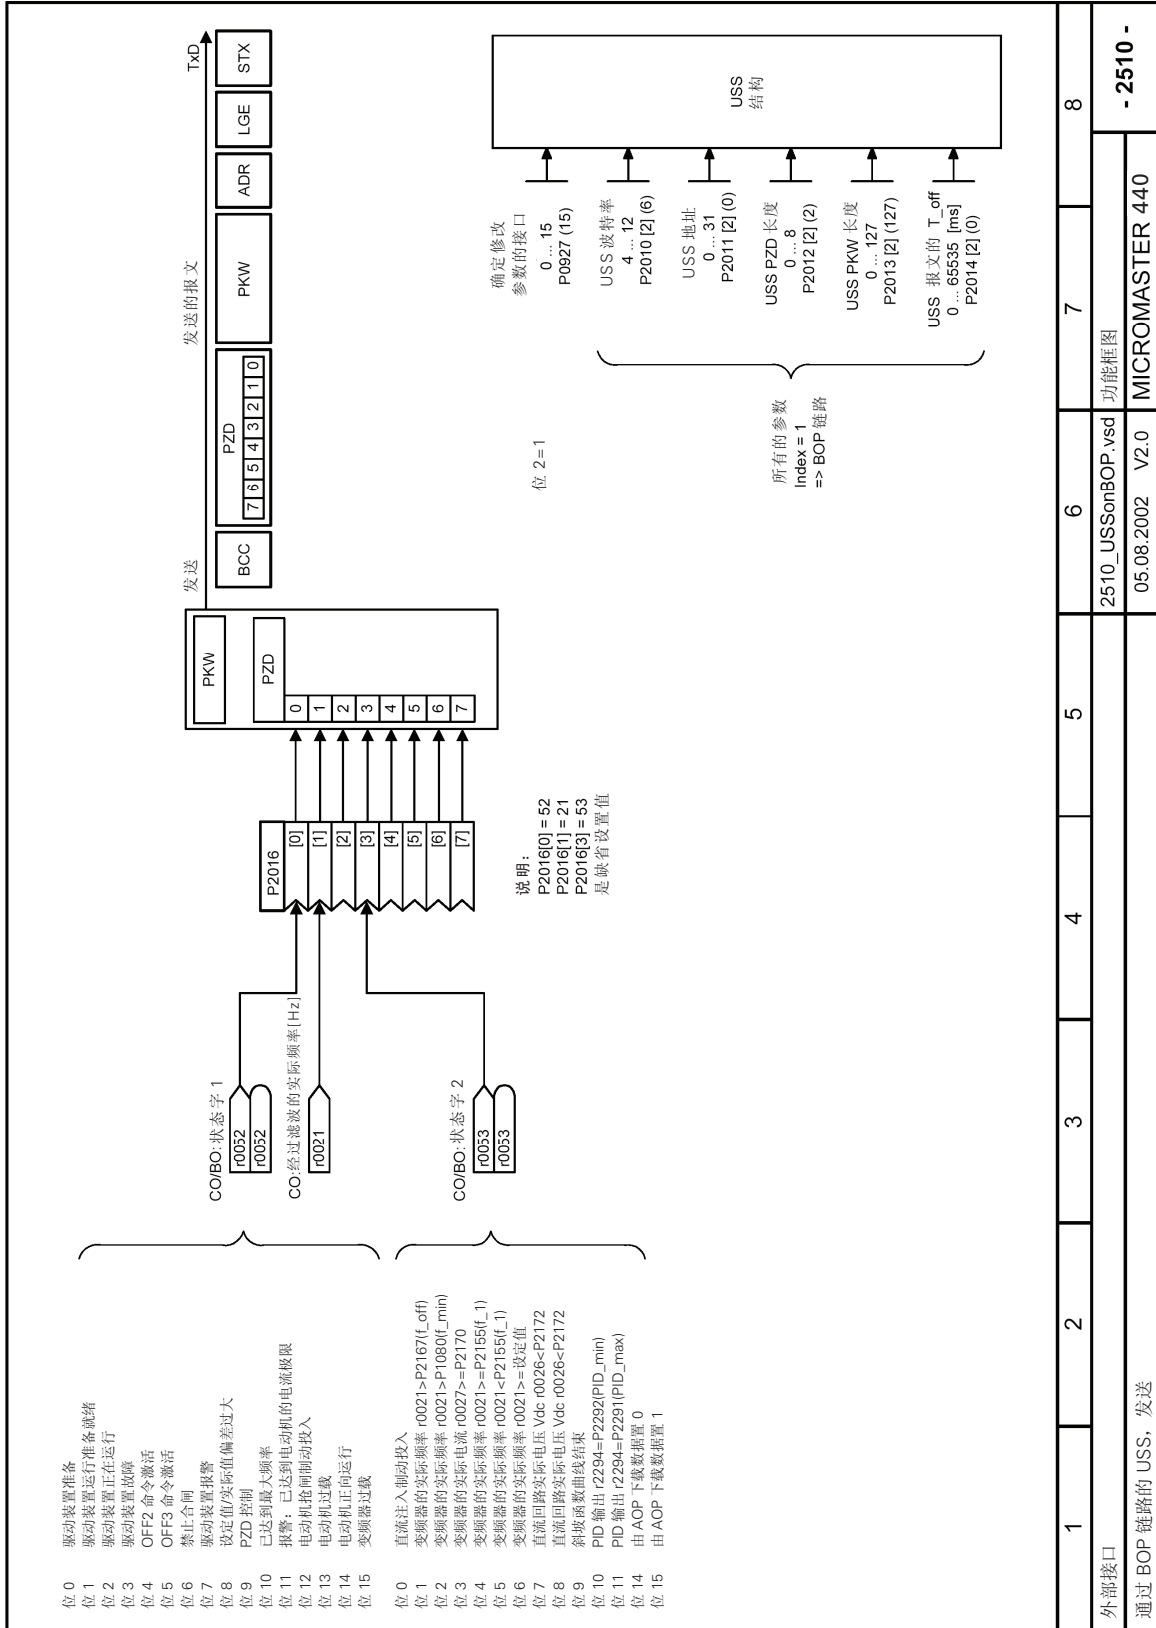 位 0 驱动装置准备
位 1 驱动装置运行准备就绪
位 2 驱动装置正在运行
位 3 驱动装置故障
位 4 OFF2 命令激活
位 5 OFF3 命令激活
位 6 禁止合闸
位 7 驱动装置报警
位 8 设定值/实际值偏差过大
位 9 PZD 控制
位 10 已达到最大频率
位 11 报警：已达到电动机的电流极限
位 12 电动机抱闸制动投入
位 13 电动机过载
位 14 电动机正向运行
位 15 变频器过载
位 0 直流注入制动投入
位 1 变频器的实际频率 r0021>P2167(f_off)
位 2 变频器的实际频率 r0021>P1080(f_min)
位 3 变频器的实际电流 r0027>=P2170
位 4 变频器的实际频率 r0021>=P2155(f_1)
位 5 变频器的实际频率 r0021<P2155(f_1)
位 6 变频器的实际频率 r0021>=设定值
位 7 直流回路实际电压 Vdc r0026<P2172
位 8 直流回路实际电压 Vdc r0026<P2172
位 9 斜坡函数曲线结束
位 10 PID 输出 r2294=P2292(PID_min)
位 11 PID 输出 r2294=P2291(PID_max)
位 14 由 AOP 下载数据置 0
位 15 由 AOP 下载数据置 1
CO/BO:状态字 1
r0052
r0052
CO:经过滤波的实际频率[Hz]
r0021
CO/BO:状态字 2
r0053
r0053
P2016
[0]
[1]
[2]
[3]
[4]
[5]
[6]
[7]
说明：
P2016[0] = 52
P2016[1] = 21
P2016[3] = 53
是缺省设置值
PKW
PZD
0
1
2
3
4
5
6
7
发送
发送的报文
TxD
BCC
PZD
7 6 5 4 3 2 1 0
PKW
ADR
LGE
STX
位 2=1
确定修改
参数的接口
0 ... 15
P0927 (15)
USS 波特率
4 ... 12
P2010 [2] (6)
USS 地址
0 ... 31
P2011 [2] (0)
USS PZD 长度
0 ... 8
P2012 [2] (2)
USS PKW 长度
0 ... 127
P2013 [2] (127)
USS 报文的 T_off
0 ... 65535 [ms]
P2014 [2] (0)
所有的参数
Index = 1
=> BOP 链路
USS
结构
1 2 3 4 5 6 7 8
外部接口 2510_USSonBOP.vsd 功能框图 - 2510 -
通过 BOP 链路的 USS，发送 05.08.2002 V2.0 MICROMASTER 440